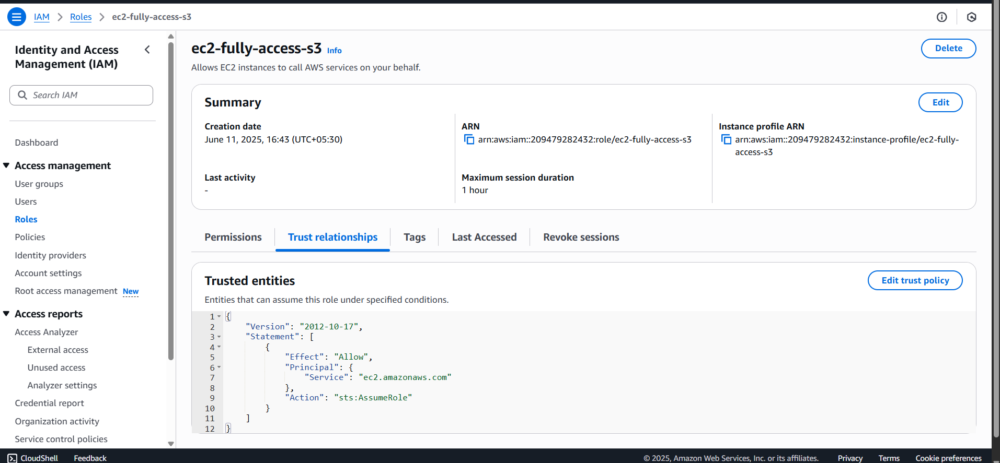 IAM > Roles > ec2-fully-access-s3
Identity and Access
Management (IAM)
Search IAM
Dashboard
Access management
User groups
Users
Roles
Policies
Identity providers
Account settings
Root access management New
Access reports
Access Analyzer
External access
Unused access
Analyzer settings
Credential report
Organization activity
Service control policies
ec2-fully-access-s3 Info
Delete
Allows EC2 instances to call AWS services on your behalf.
Summary
Edit
Creation date
June 11, 2025, 16:43 (UTC+05:30)
Last activity
-
ARN
arn:aws:iam::209479282432:role/ec2-fully-access-s3
Maximum session duration
1 hour
Instance profile ARN
arn:aws:iam::209479282432:instance-profile/ec2-fully-
access-s3
Permissions Trust relationships Tags Last Accessed Revoke sessions
Trusted entities
Edit trust policy
Entities that can assume this role under specified conditions.
1 {
2 "Version": "2012-10-17",
3 "Statement": [
4 {
5 "Effect": "Allow",
6 "Principal": {
7 "Service": "ec2.amazonaws.com"
8 },
9 "Action": "sts:AssumeRole"
10 }
11 ]
12 }
CloudShell Feedback © 2025, Amazon Web Services, Inc. or its affiliates. Privacy Terms Cookie preferences